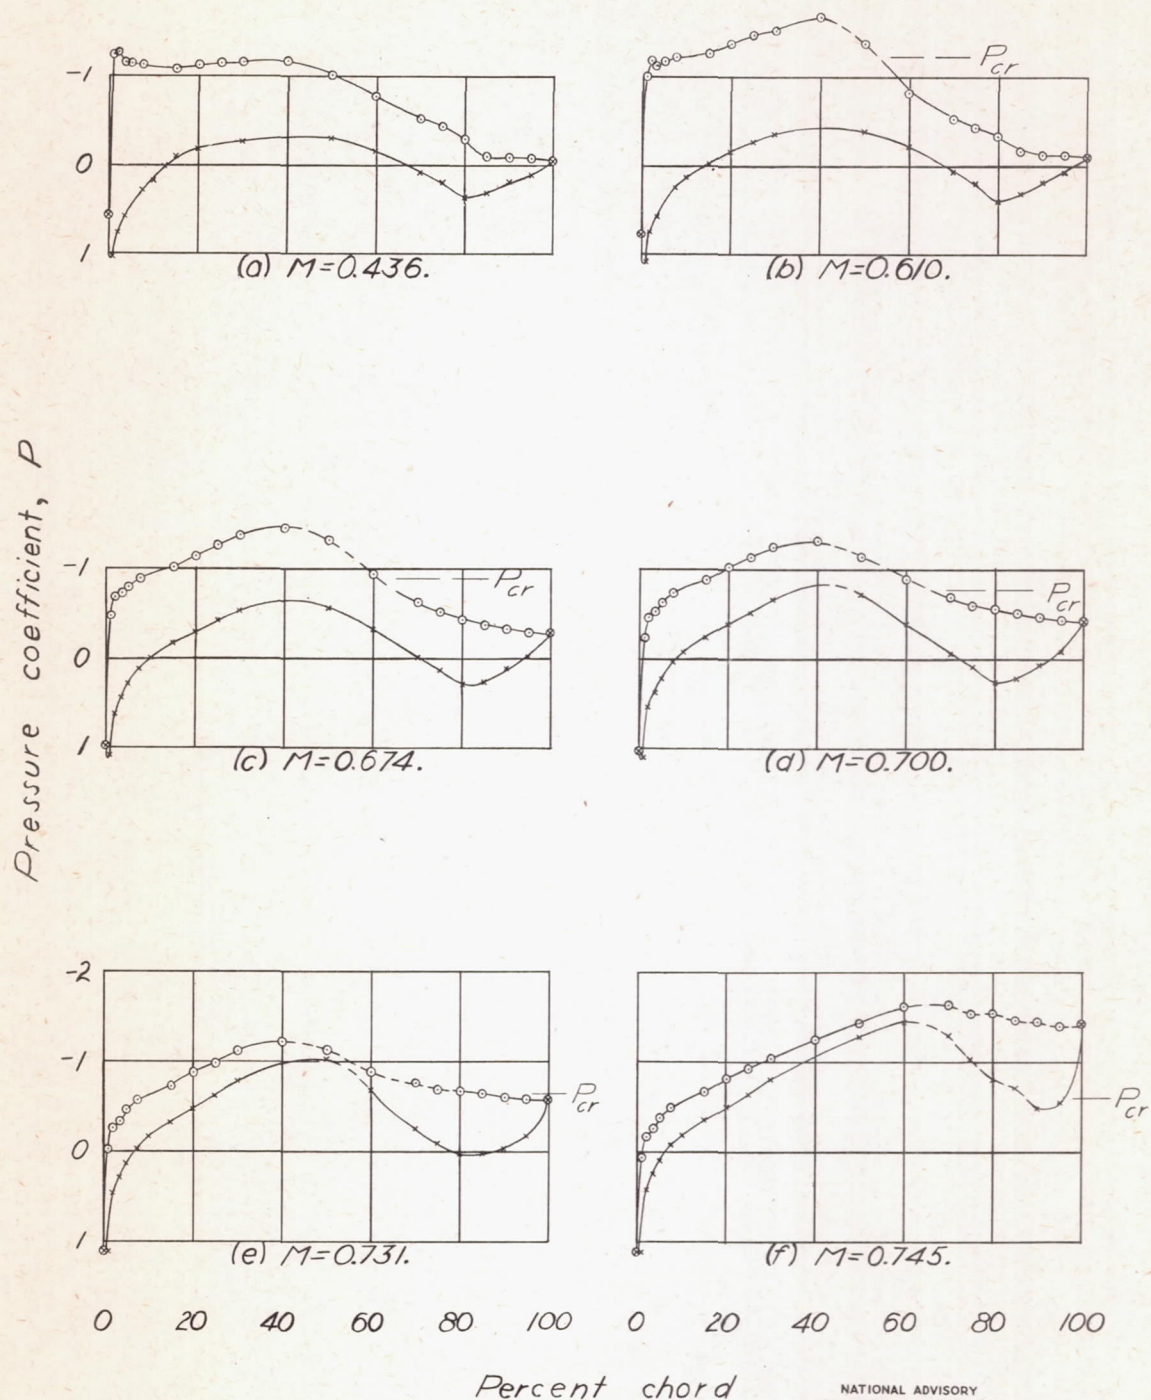 -1
0
1
P_cr
(a) M=0.436.
(b) M=0.610.
Pressure coefficient, P
-1
0
1
P_cr
P_cr
(c) M=0.674.
(d) M=0.700.
-2
-1
0
1
P_cr
P_cr
(e) M=0.731.
(f) M=0.745.
0 20 40 60 80 100 0 20 40 60 80 100
Percent chord
NATIONAL ADVISORY